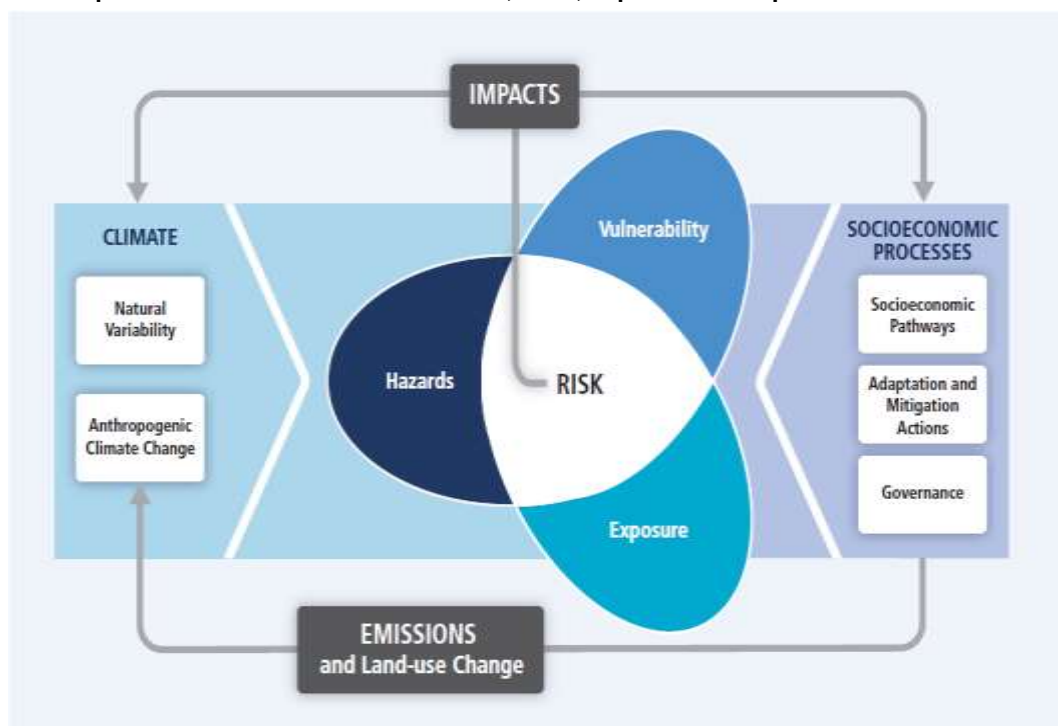 IMPACTS
CLIMATE
Natural
Variability
Anthropogenic
Climate Change
Vulnerability
Hazards
RISK
Exposure
SOCIOECONOMIC
PROCESSES
Socioeconomic
Pathways
Adaptation and
Mitigation
Actions
Governance
EMISSIONS
and Land-use Change